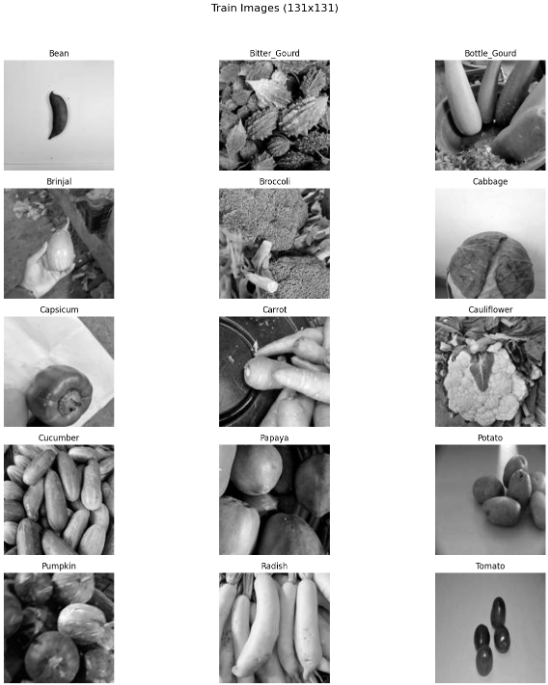 Train Images (131x131)
Bean
Bitter_Gourd
Bottle_Gourd
Brinjal
Broccoli
Cabbage
Capsicum
Carrot
Cauliflower
Cucumber
Papaya
Potato
Pumpkin
Radish
Tomato